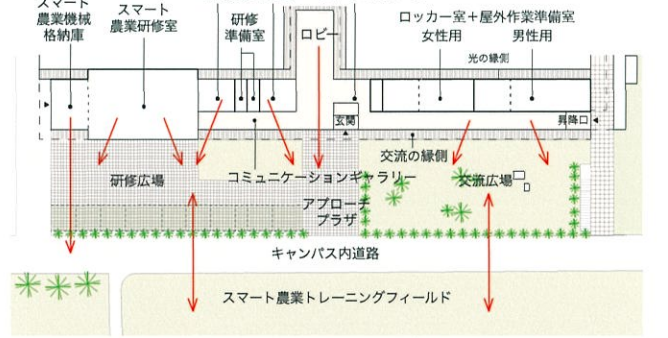 スマート
農業機械
格納庫
スマート
農業研修室
研修
準備室
ロビー
ロッカー室＋屋外作業準備室
女性用
男性用
光の縁側
玄関
昇降口
交流の縁側
研修広場
コミュニケーションギャラリー
交流広場
アプローチ
プラザ
キャンパス内道路
スマート農業トレーニングフィールド